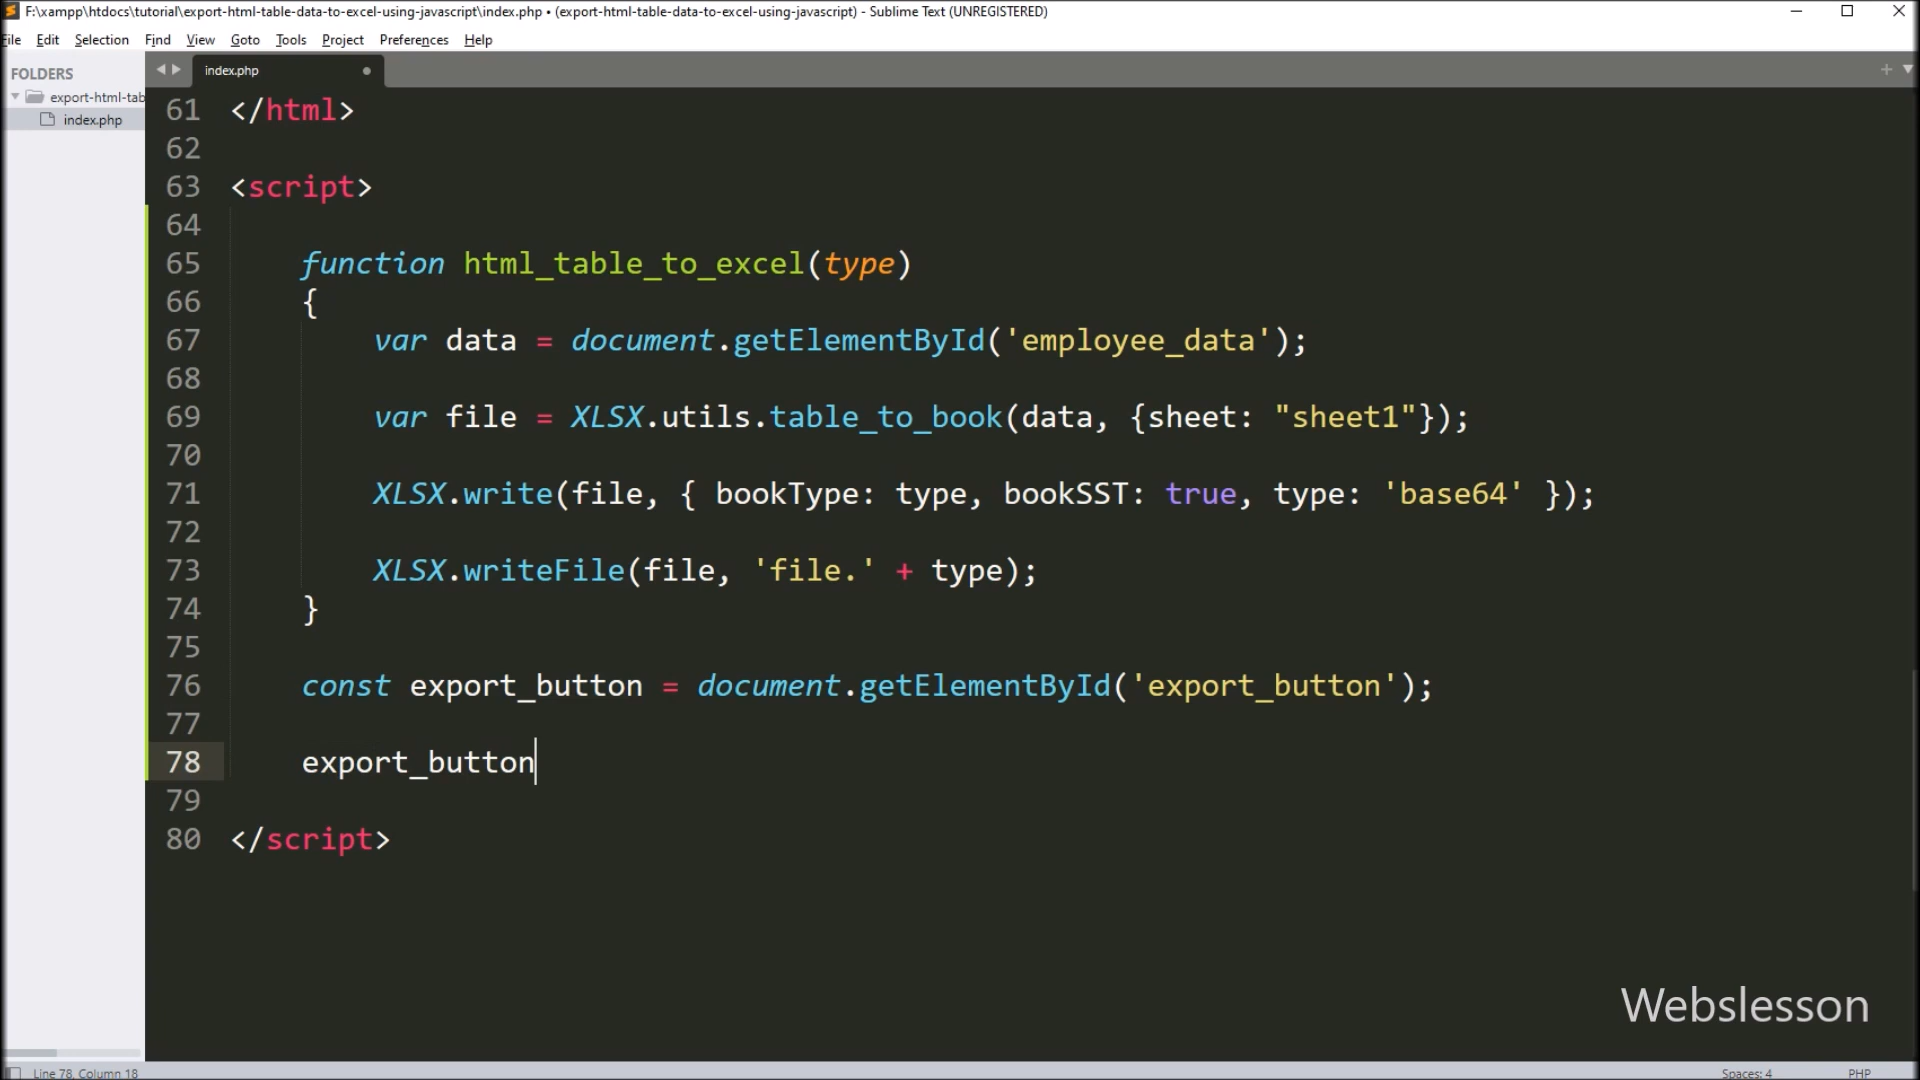 F:\xampp\htdocs\tutorial\export-html-table-data-to-excel-using-javascript\index.php • (export-html-table-data-to-excel-using-javascript) - Sublime Text (UNREGISTERED)
File Edit Selection Find View Goto Tools Project Preferences Help
FOLDERS
export-html-tab
index.php
index.php
61 </html>
62
63 <script>
64
65     function html_table_to_excel(type)
66     {
67         var data = document.getElementById('employee_data');
68
69         var file = XLSX.utils.table_to_book(data, {sheet: "sheet1"});
70
71         XLSX.write(file, { bookType: type, bookSST: true, type: 'base64' });
72
73         XLSX.writeFile(file, 'file.' + type);
74     }
75
76     const export_button = document.getElementById('export_button');
77
78     export_button
79
80 </script>
Webslesson
Line 78, Column 18
Spaces: 4
PHP